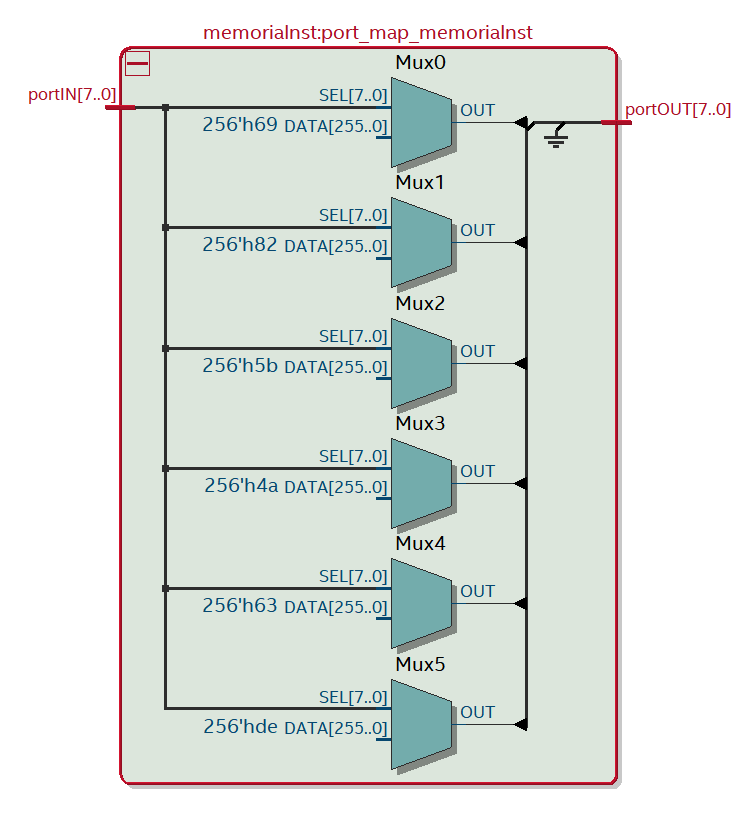 memoriaInst:port_map_memoriaInst
Mux0
portIN[7..0]
SEL[7..0]
256'h69 DATA[255..0]
OUT
portOUT[7..0]
Mux1
SEL[7..0]
256'h82 DATA[255..0]
OUT
Mux2
SEL[7..0]
256'h5b DATA[255..0]
OUT
Mux3
SEL[7..0]
256'h4a DATA[255..0]
OUT
Mux4
SEL[7..0]
256'h63 DATA[255..0]
OUT
Mux5
SEL[7..0]
256'hde DATA[255..0]
OUT